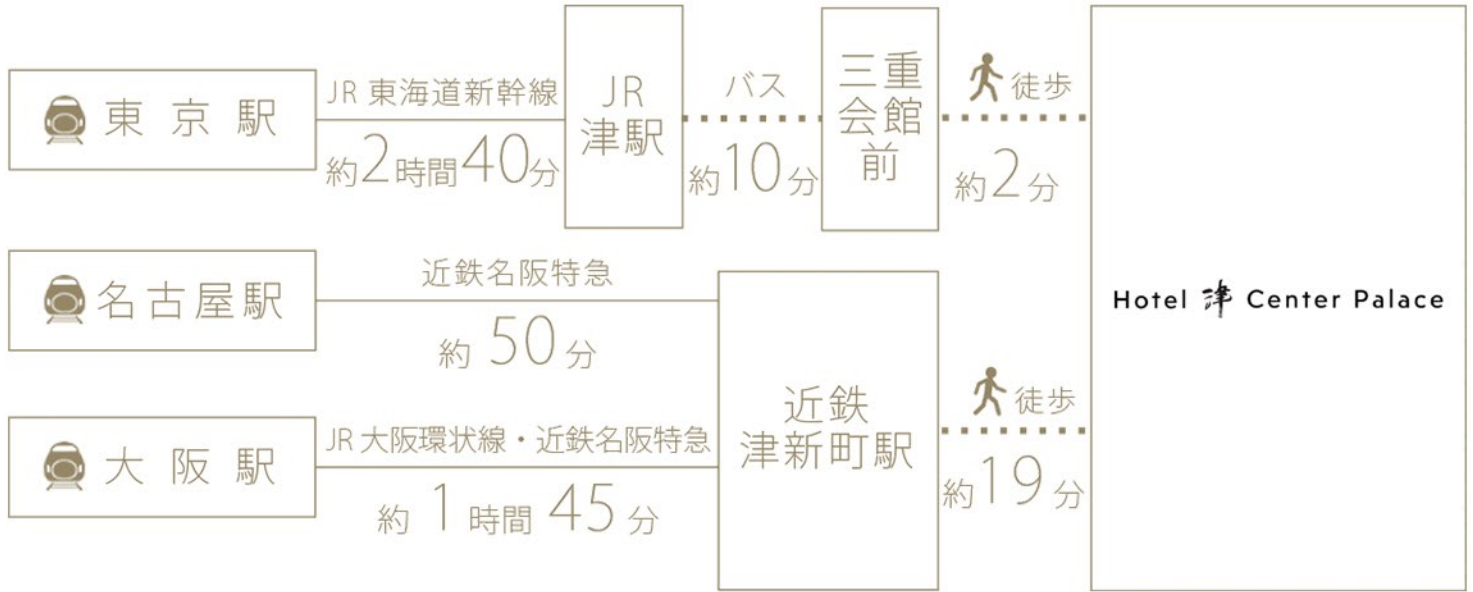 東京駅
JR 東海道新幹線
約2時間40分
JR
津駅
バス
約10分
三重
会館
前
徒歩
約2分
名古屋駅
近鉄名阪特急
約 50 分
大阪駅
JR 大阪環状線・近鉄名阪特急
約 1 時間 45 分
近鉄
津新町駅
徒歩
約19分
Hotel 津 Center Palace